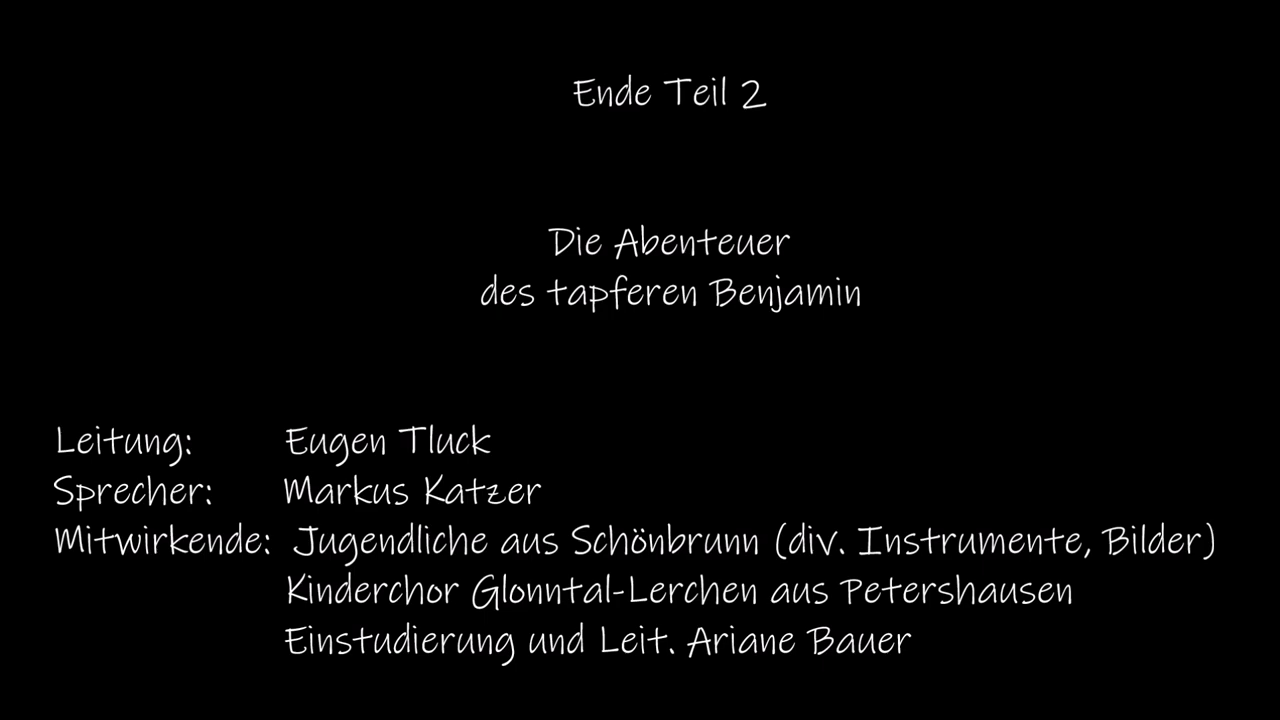 Ende Teil 2
Die Abenteuer
des tapferen Benjamin
Leitung: Eugen Tluck
Sprecher: Markus Katzer
Mitwirkende: Jugendliche aus Schönbrunn (div. Instrumente, Bilder)
Kinderchor Glonntal-Lerchen aus Petershausen
Einstudierung und Leit. Ariane Bauer